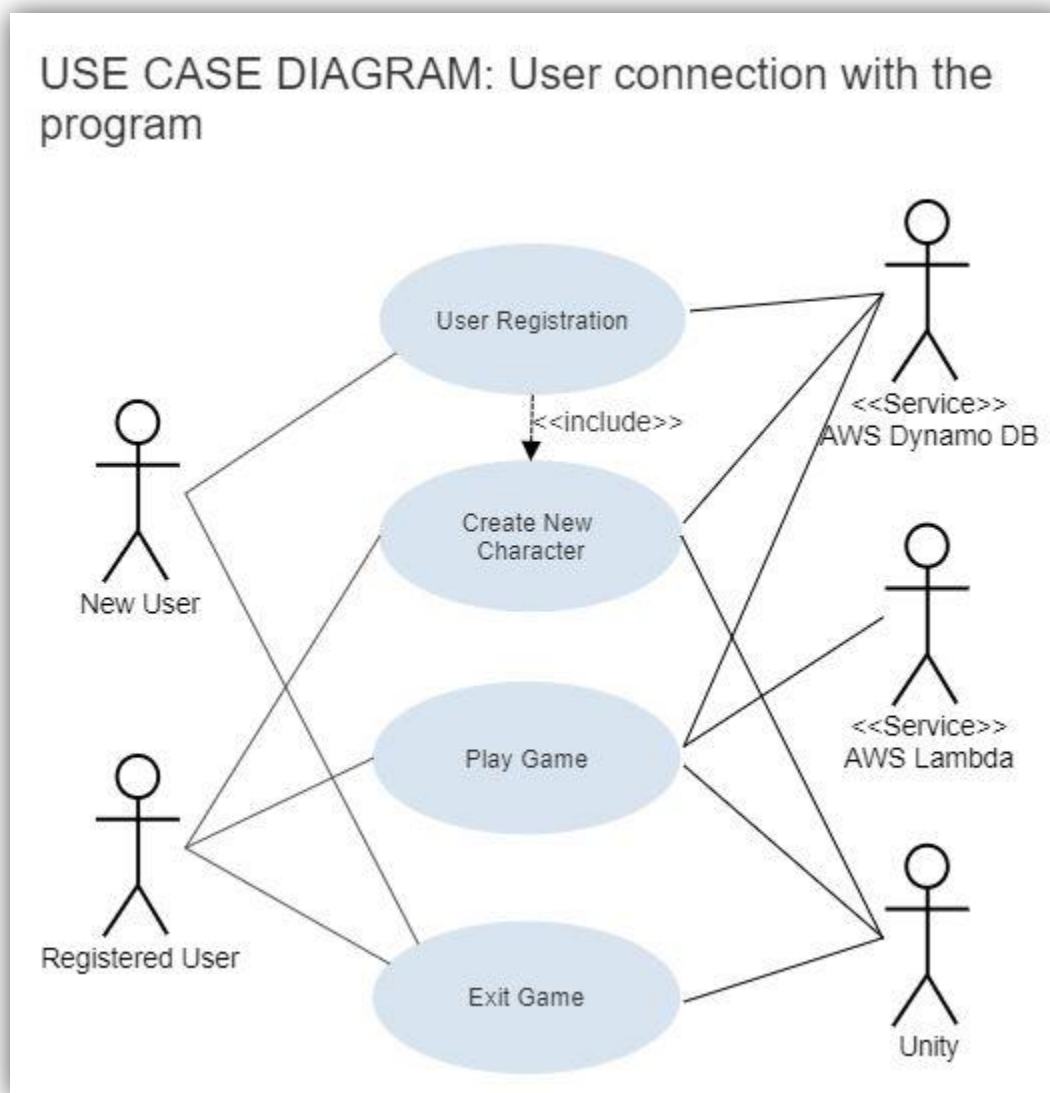 USE CASE DIAGRAM: User connection with the
program
User Registration
<<include>>
<<Service>>
AWS Dynamo DB
Create New
Character
New User
<<Service>>
AWS Lambda
Play Game
Registered User
Exit Game
Unity